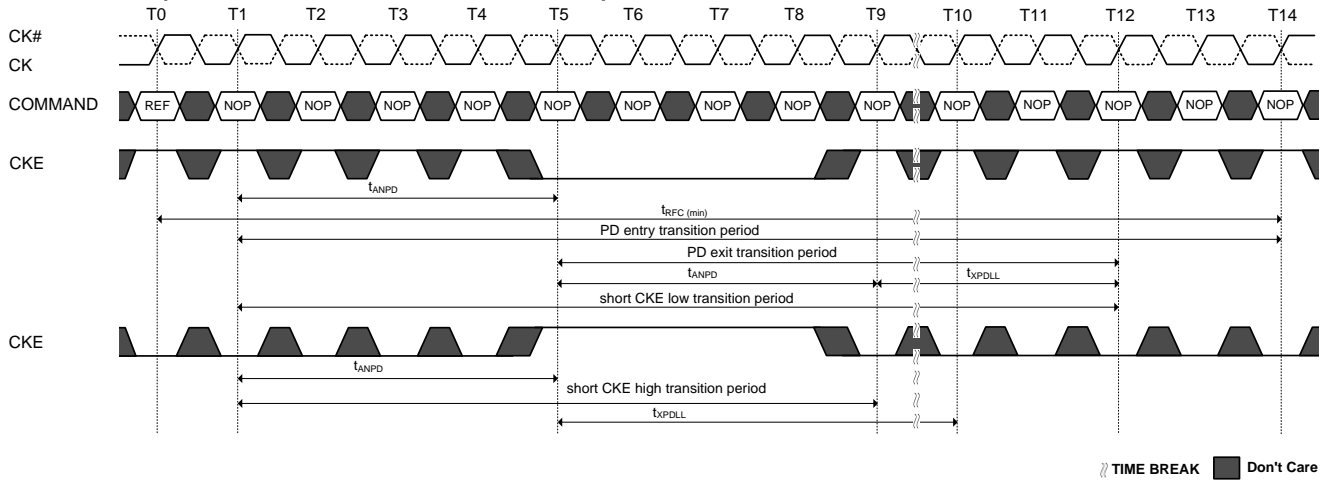 T0 T1 T2 T3 T4 T5 T6 T7 T8 T9 T10 T11 T12 T13 T14
CK#
CK
COMMAND REF NOP NOP NOP NOP NOP NOP NOP NOP NOP NOP NOP NOP NOP NOP
CKE
tANPD
tRFC (min)
PD entry transition period
PD exit transition period
tANPD tXPDLL
short CKE low transition period
CKE
tANPD
short CKE high transition period
tXPDLL
TIME BREAK Don't Care